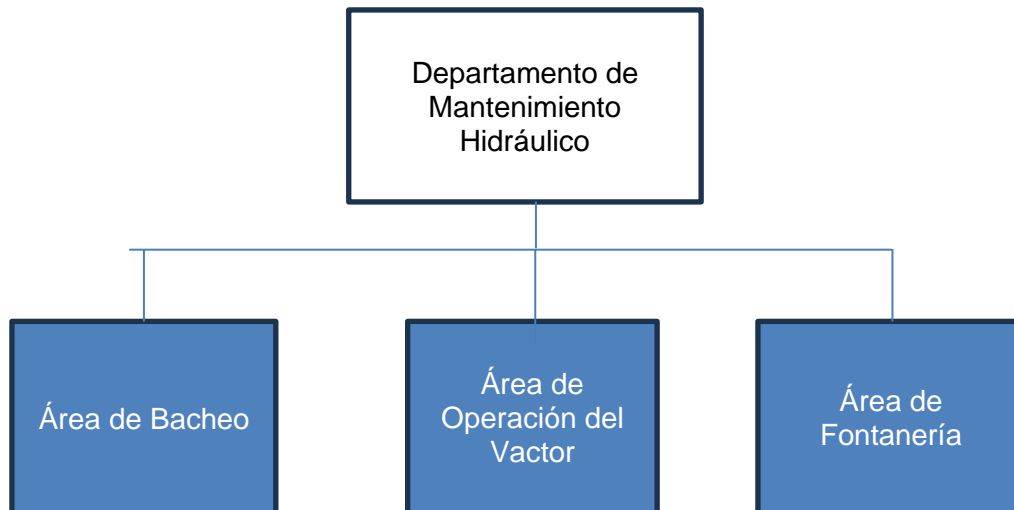 Departamento de
Mantenimiento
Hidráulico
Área de Bacheo
Área de
Operación del
Vactor
Área de
Fontanería